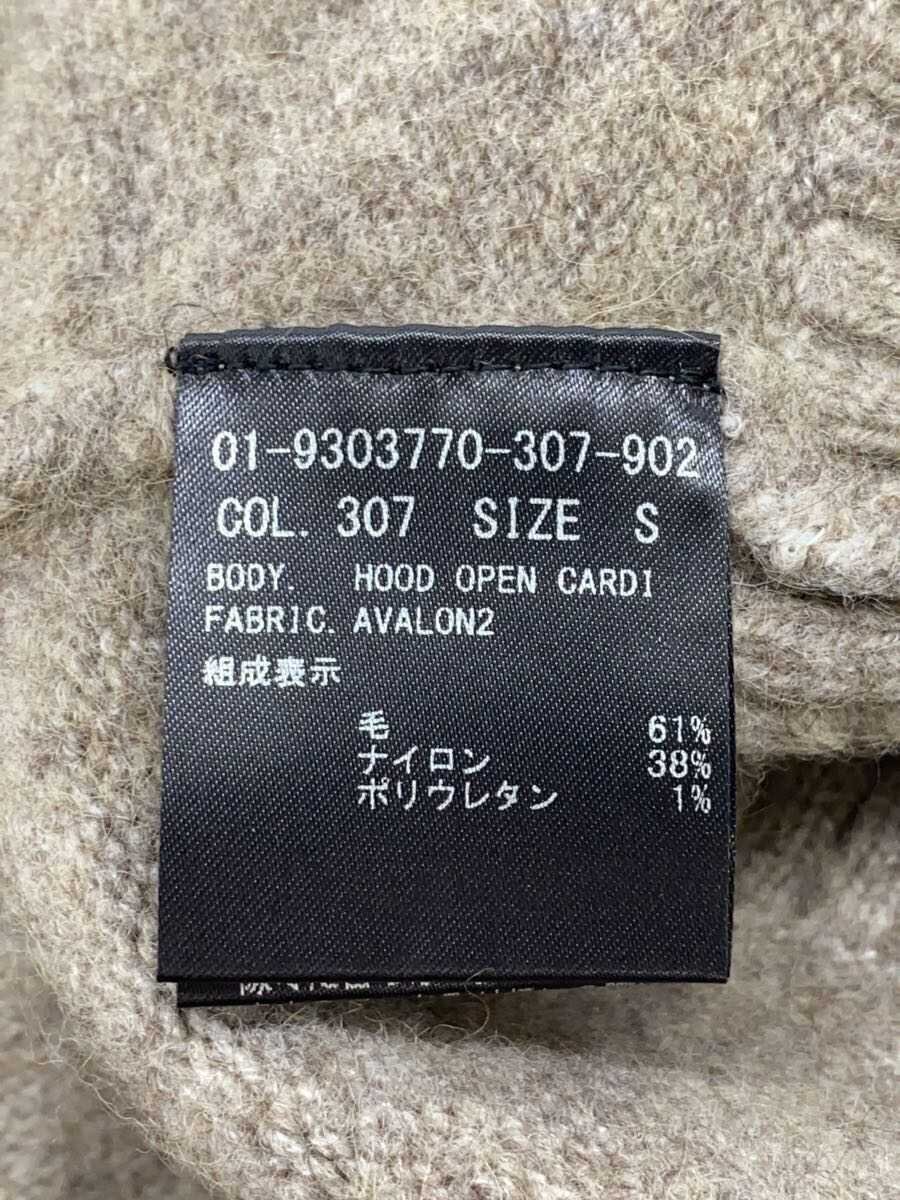 01-9303770-307-902
COL. 307 SIZE S
BODY. HOOD OPEN CARDI
FABRIC. AVALON2
組成表示
毛 61%
ナイロン 38%
ポリウレタン 1%